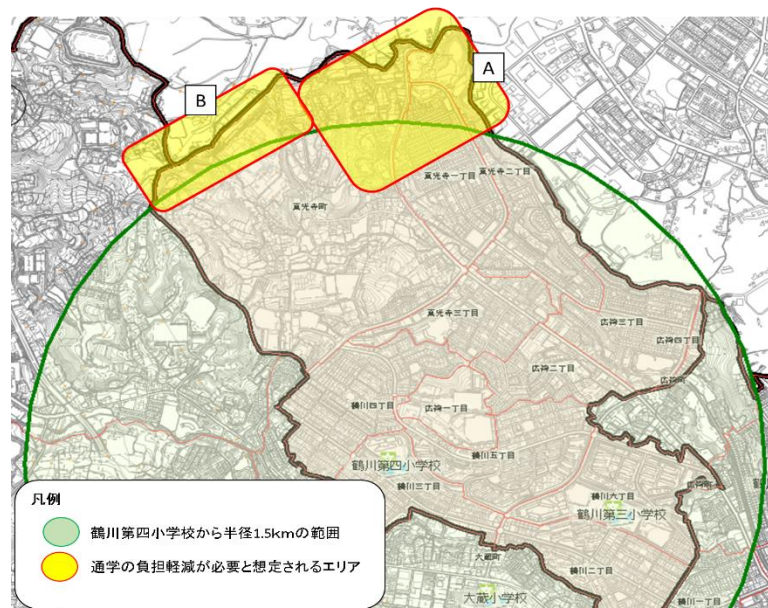 A
B
真光寺一丁目
真光寺二丁目
真光寺町
真光寺三丁目
広袴三丁目
広袴四丁目
広袴二丁目
広袴町
鶴川四丁目
広袴一丁目
鶴川五丁目
鶴川第四小学校
鶴川三丁目
鶴川六丁目
鶴川第三小学校
大蔵町
鶴川二丁目
大蔵小学校
鶴川一丁目
凡例
鶴川第四小学校から半径1.5kmの範囲
通学の負担軽減が必要と想定されるエリア